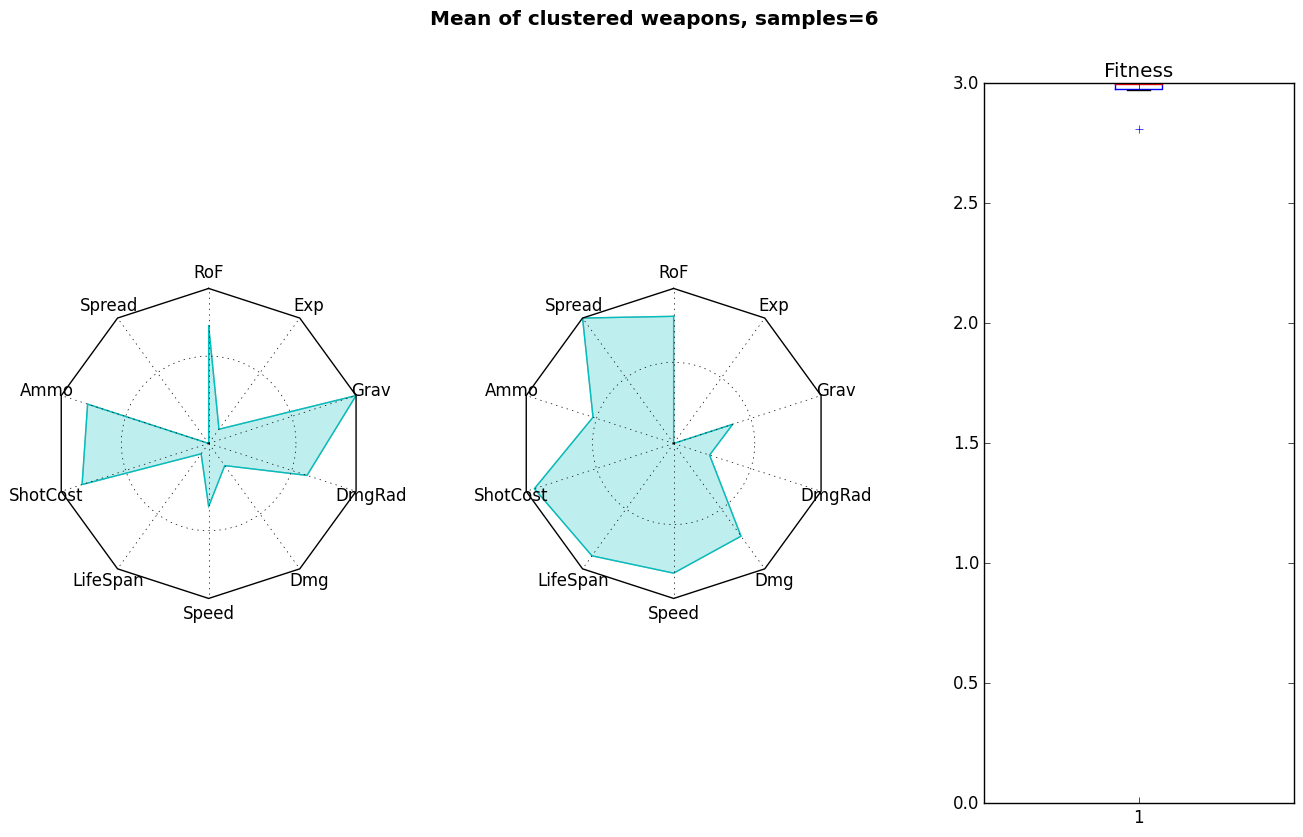 Mean of clustered weapons, samples=6
RoF
Exp
Spread
Grav
Ammo
DmgRad
ShotCost
Dmg
LifeSpan
Speed
RoF
Exp
Spread
Grav
Ammo
DmgRad
ShotCost
Dmg
LifeSpan
Speed
Fitness
3.0
2.5
2.0
1.5
1.0
0.5
0.0
1